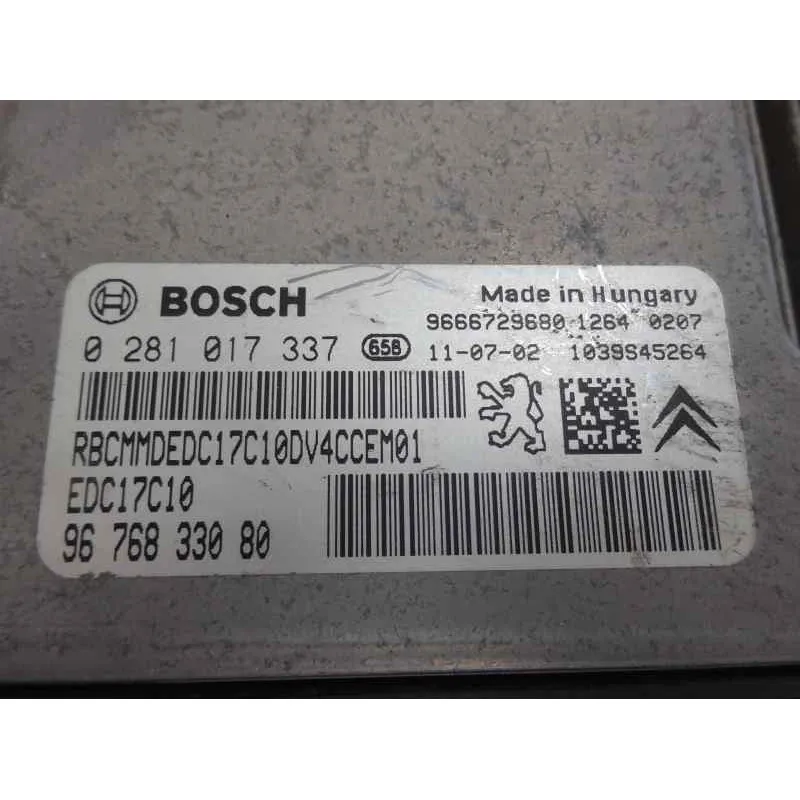 BOSCH
Made in Hungary
9666729680 1264 0207
0 281 017 337 658 11-07-02 1039S45264
RBCMMDEDC17C10DV4CCEM01
EDC17C10
96 768 330 80